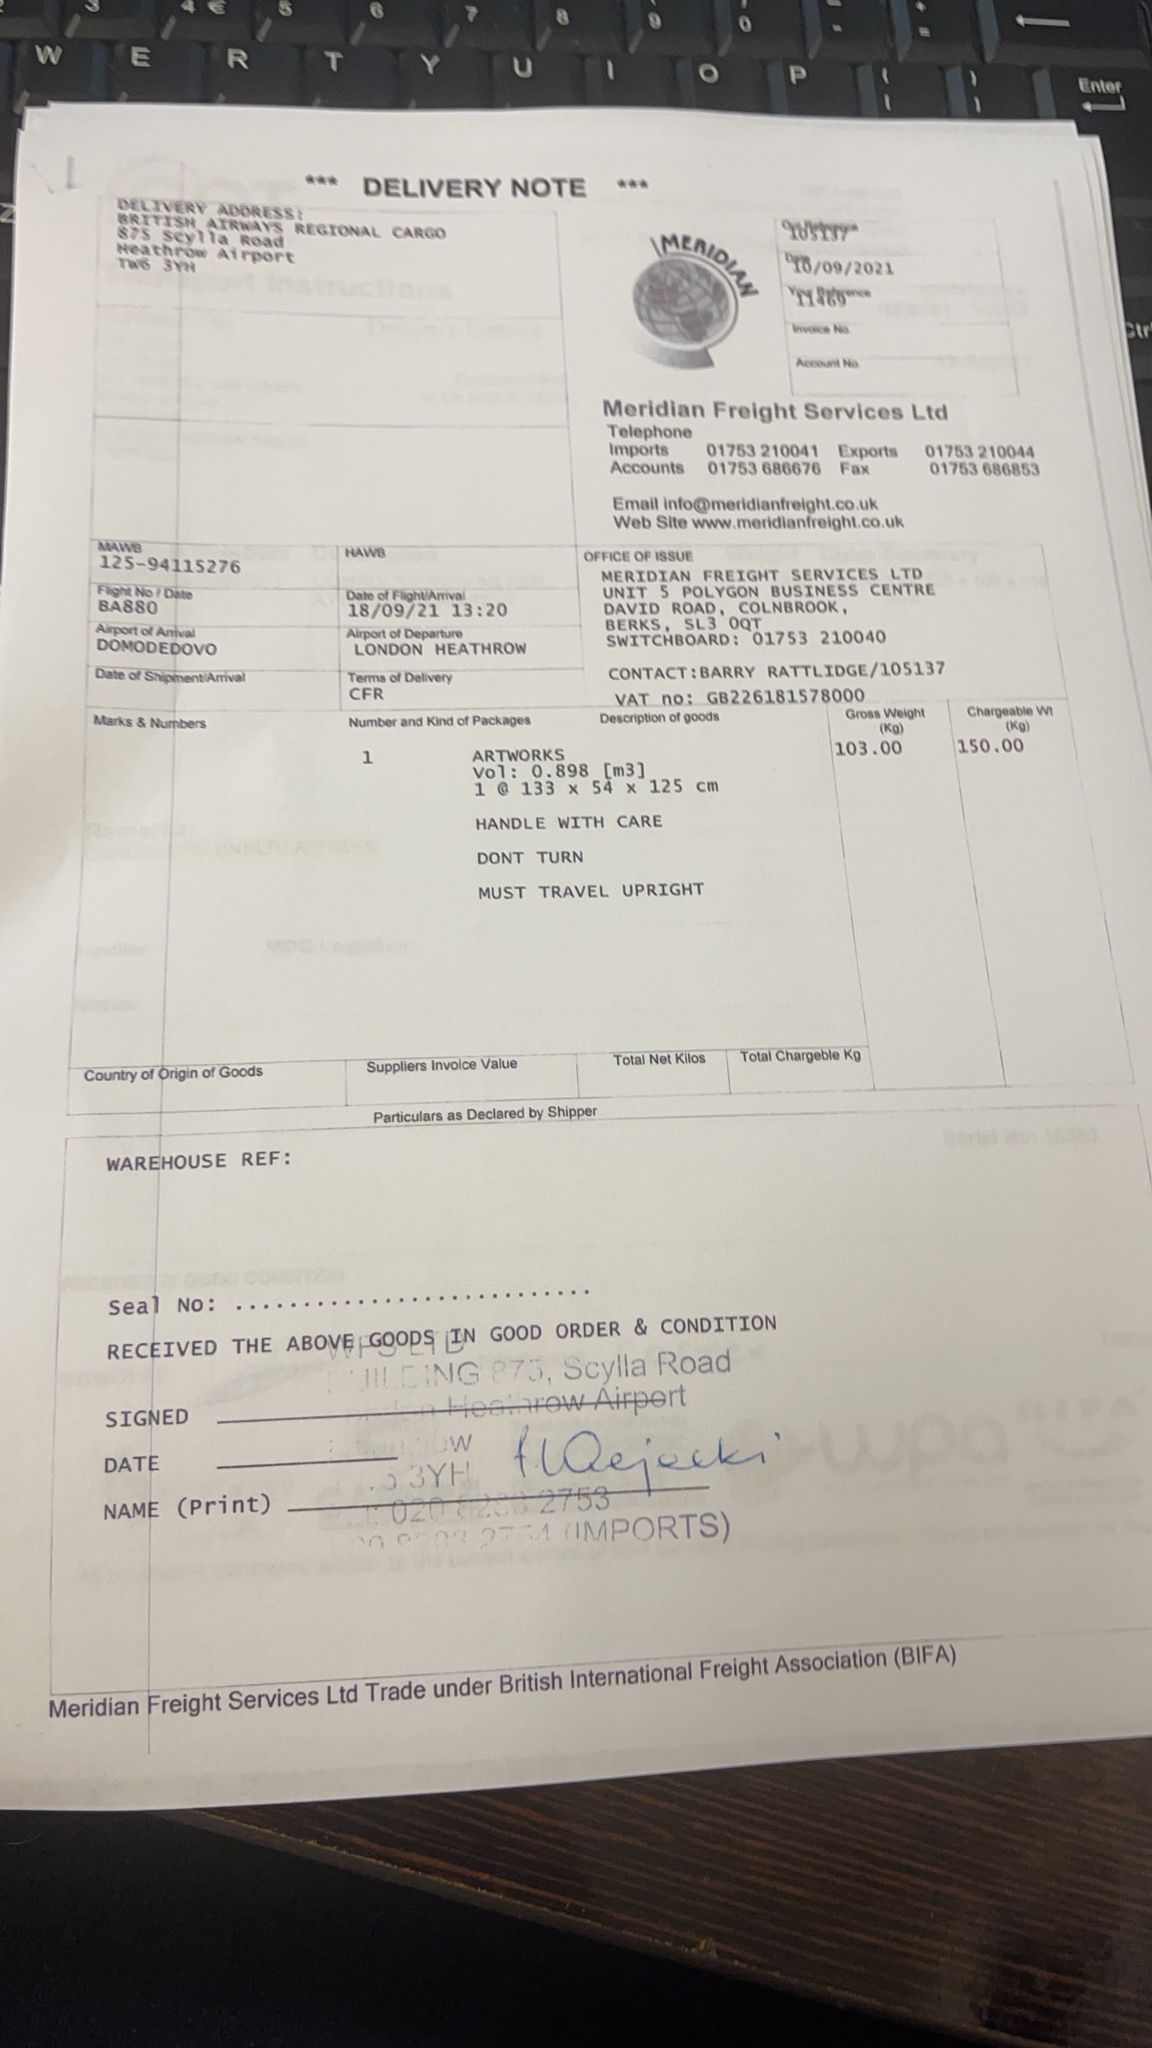 3 4 € 5 6 7 8 9 0 - + =
W E R T Y U I O P { [ } ] Enter
Ctrl
*** DELIVERY NOTE ***
DELIVERY ADDRESS:
BRITISH AIRWAYS REGIONAL CARGO
875 Scylla Road
Heathrow Airport
TW6 3YH
MERIDIAN
Our Reference
105137
Date
10/09/2021
Your Reference
11469
Invoice No
Account No.
Meridian Freight Services Ltd
Telephone
Imports 01753 210041 Exports 01753 210044
Accounts 01753 686676 Fax 01753 686853
Email info@meridianfreight.co.uk
Web Site www.meridianfreight.co.uk
MAWB
125-94115276
HAWB
Flight No / Date
BA880
Date of Flight/Arrival
18/09/21 13:20
Airport of Arrival
DOMODEDOVO
Airport of Departure
LONDON HEATHROW
Date of Shipment/Arrival
Terms of Delivery
CFR
OFFICE OF ISSUE
MERIDIAN FREIGHT SERVICES LTD
UNIT 5 POLYGON BUSINESS CENTRE
DAVID ROAD, COLNBROOK,
BERKS, SL3 0QT
SWITCHBOARD: 01753 210040
CONTACT:BARRY RATTLIDGE/105137
VAT no: GB226181578000
Marks & Numbers Number and Kind of Packages Description of goods Gross Weight (Kg) Chargeable Wt (Kg)
1 ARTWORKS 103.00 150.00
Vol: 0.898 [m3]
1 @ 133 x 54 x 125 cm
HANDLE WITH CARE
DONT TURN
MUST TRAVEL UPRIGHT
Country of Origin of Goods Suppliers Invoice Value Total Net Kilos Total Chargeable Kg
Particulars as Declared by Shipper
WAREHOUSE REF:
Seal No: ...........................
RECEIVED THE ABOVE GOODS IN GOOD ORDER & CONDITION
WFS LTD
BUILDING 875, Scylla Road
Heathrow Airport
SIGNED
DATE
3YH
NAME (Print)
2753
(IMPORTS)
Meridian Freight Services Ltd Trade under British International Freight Association (BIFA)